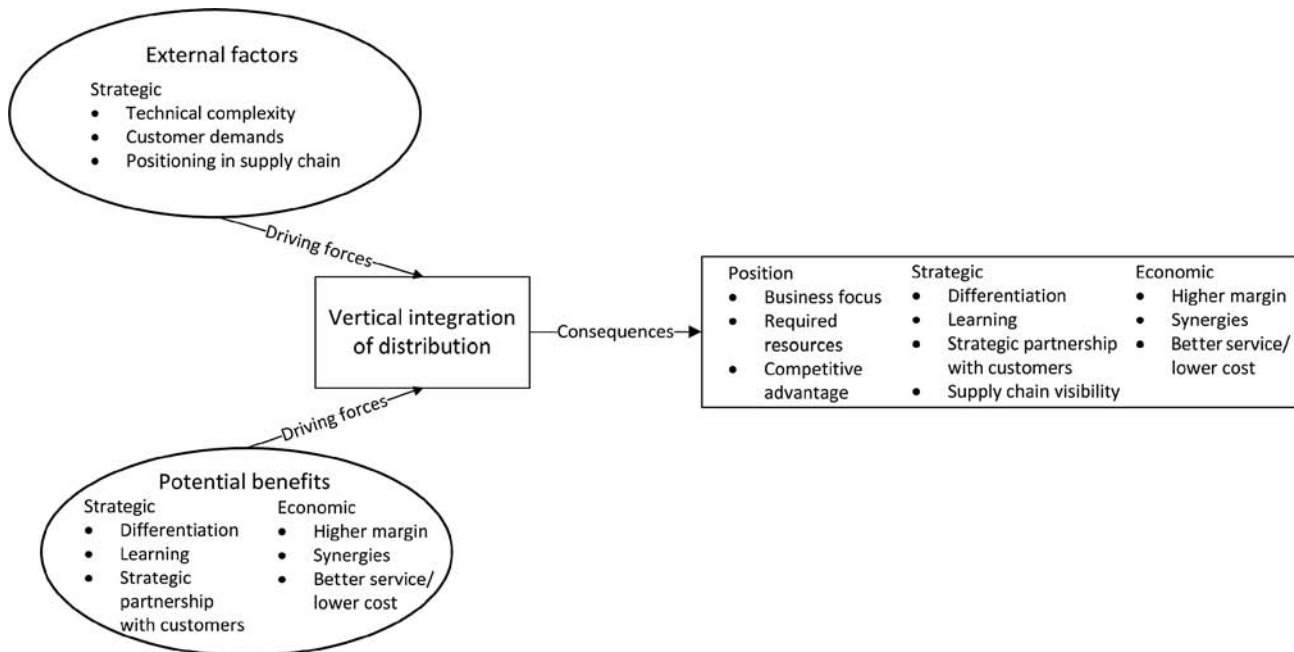 External factors
Strategic
• Technical complexity
• Customer demands
• Positioning in supply chain
Driving forces
Vertical integration
of distribution
Consequences
Position
• Business focus
• Required
resources
• Competitive
advantage
Strategic
• Differentiation
• Learning
• Strategic partnership
with customers
• Supply chain visibility
Economic
• Higher margin
• Synergies
• Better service/
lower cost
Driving forces
Potential benefits
Strategic
• Differentiation
• Learning
• Strategic
partnership
with customers
Economic
• Higher margin
• Synergies
• Better service/
lower cost